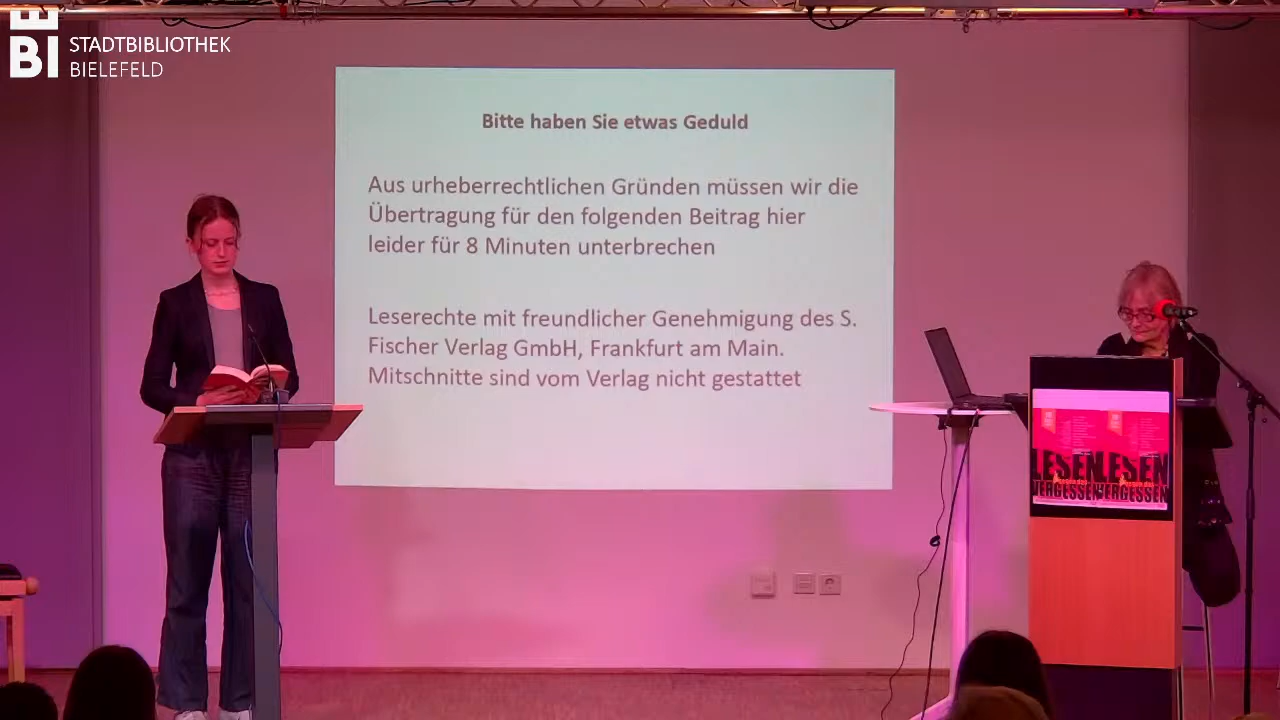 BI
STADTBIBLIOTHEK
BIELEFELD
Bitte haben Sie etwas Geduld
Aus urheberrechtlichen Gründen müssen wir die
Übertragung für den folgenden Beitrag hier
leider für 8 Minuten unterbrechen
Leserechte mit freundlicher Genehmigung des S.
Fischer Verlag GmbH, Frankfurt am Main.
Mitschnitte sind vom Verlag nicht gestattet
LESEN LESEN